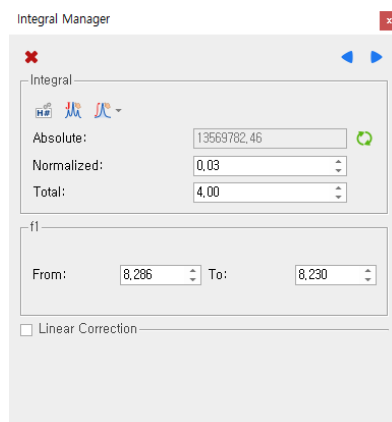 Integral Manager
x
Integral
H#
Absolute: 13569782,46
Normalized: 0,03
Total: 4,00
f1
From: 8,286 To: 8,230
Linear Correction